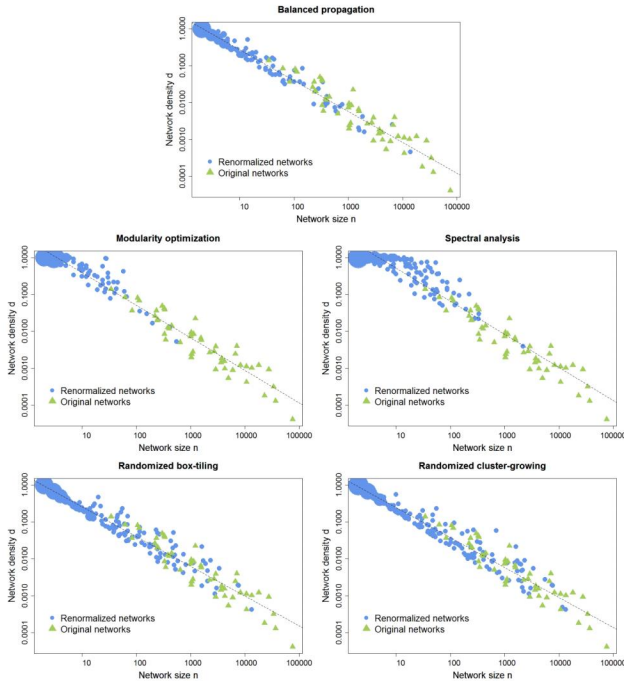 Balanced propagation
Network density d
1.0000
0.1000
0.0100
0.0010
0.0001
Renormalized networks
Original networks
10 100 1000 10000 100000
Network size n
Modularity optimization
Network density d
1.0000
0.1000
0.0100
0.0010
0.0001
Renormalized networks
Original networks
10 100 1000 10000 100000
Network size n
Spectral analysis
Network density d
1.0000
0.1000
0.0100
0.0010
0.0001
Renormalized networks
Original networks
10 100 1000 10000 100000
Network size n
Randomized box-tiling
Network density d
1.0000
0.1000
0.0100
0.0010
0.0001
Renormalized networks
Original networks
10 100 1000 10000 100000
Network size n
Randomized cluster-growing
Network density d
1.0000
0.1000
0.0100
0.0010
0.0001
Renormalized networks
Original networks
10 100 1000 10000 100000
Network size n